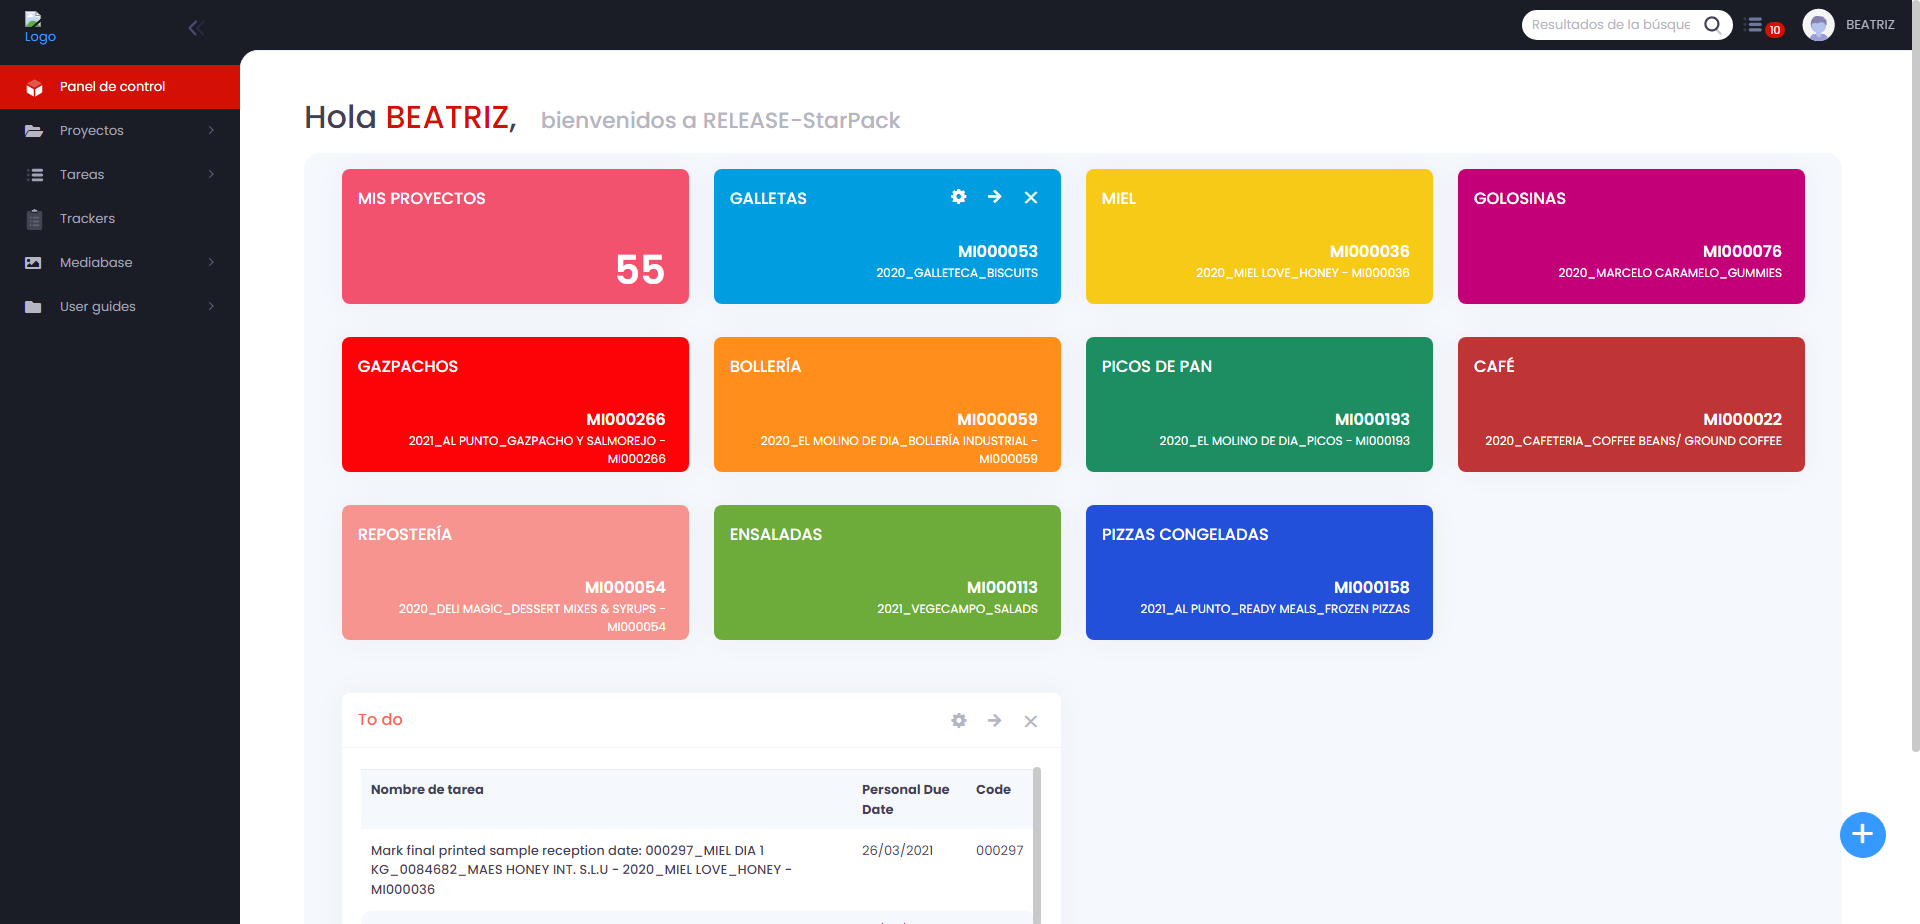 Logo
Resultados de la búsque
10
BEATRIZ
Panel de control
Proyectos
Tareas
Trackers
Mediabase
User guides
Hola BEATRIZ, bienvenidos a RELEASE-StarPack
MIS PROYECTOS
55
GALLETAS
MI000053
2020_GALLETECA_BISCUITS
MIEL
MI000036
2020_MIEL LOVE_HONEY - MI000036
GOLOSINAS
MI000076
2020_MARCELO CARAMELO_GUMMIES
GAZPACHOS
MI000266
2021_AL PUNTO_GAZPACHO Y SALMOREJO -
MI000266
BOLLERÍA
MI000059
2020_EL MOLINO DE DIA_BOLLERÍA INDUSTRIAL -
MI000059
PICOS DE PAN
MI000193
2020_EL MOLINO DE DIA_PICOS - MI000193
CAFÉ
MI000022
2020_CAFETERIA_COFFEE BEANS/ GROUND COFFEE
REPOSTERÍA
MI000054
2020_DELI MAGIC_DESSERT MIXES & SYRUPS -
MI000054
ENSALADAS
MI000113
2021_VEGECAMPO_SALADS
PIZZAS CONGELADAS
MI000158
2021_AL PUNTO_READY MEALS_FROZEN PIZZAS
To do
Nombre de tarea
Personal Due
Date
Code
Mark final printed sample reception date: 000297_MIEL DIA 1
KG_0084682_MAES HONEY INT. S.L.U - 2020_MIEL LOVE_HONEY -
MI000036
26/03/2021
000297